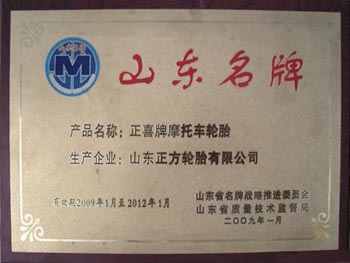 山东名牌
山东名牌
产品名称：正喜牌摩托车轮胎
生产企业：山东正方轮胎有限公司
有效期2009年1月至2012年1月
山东省名牌战略推进委员会
山东省质量技术监督局
二〇〇九年一月